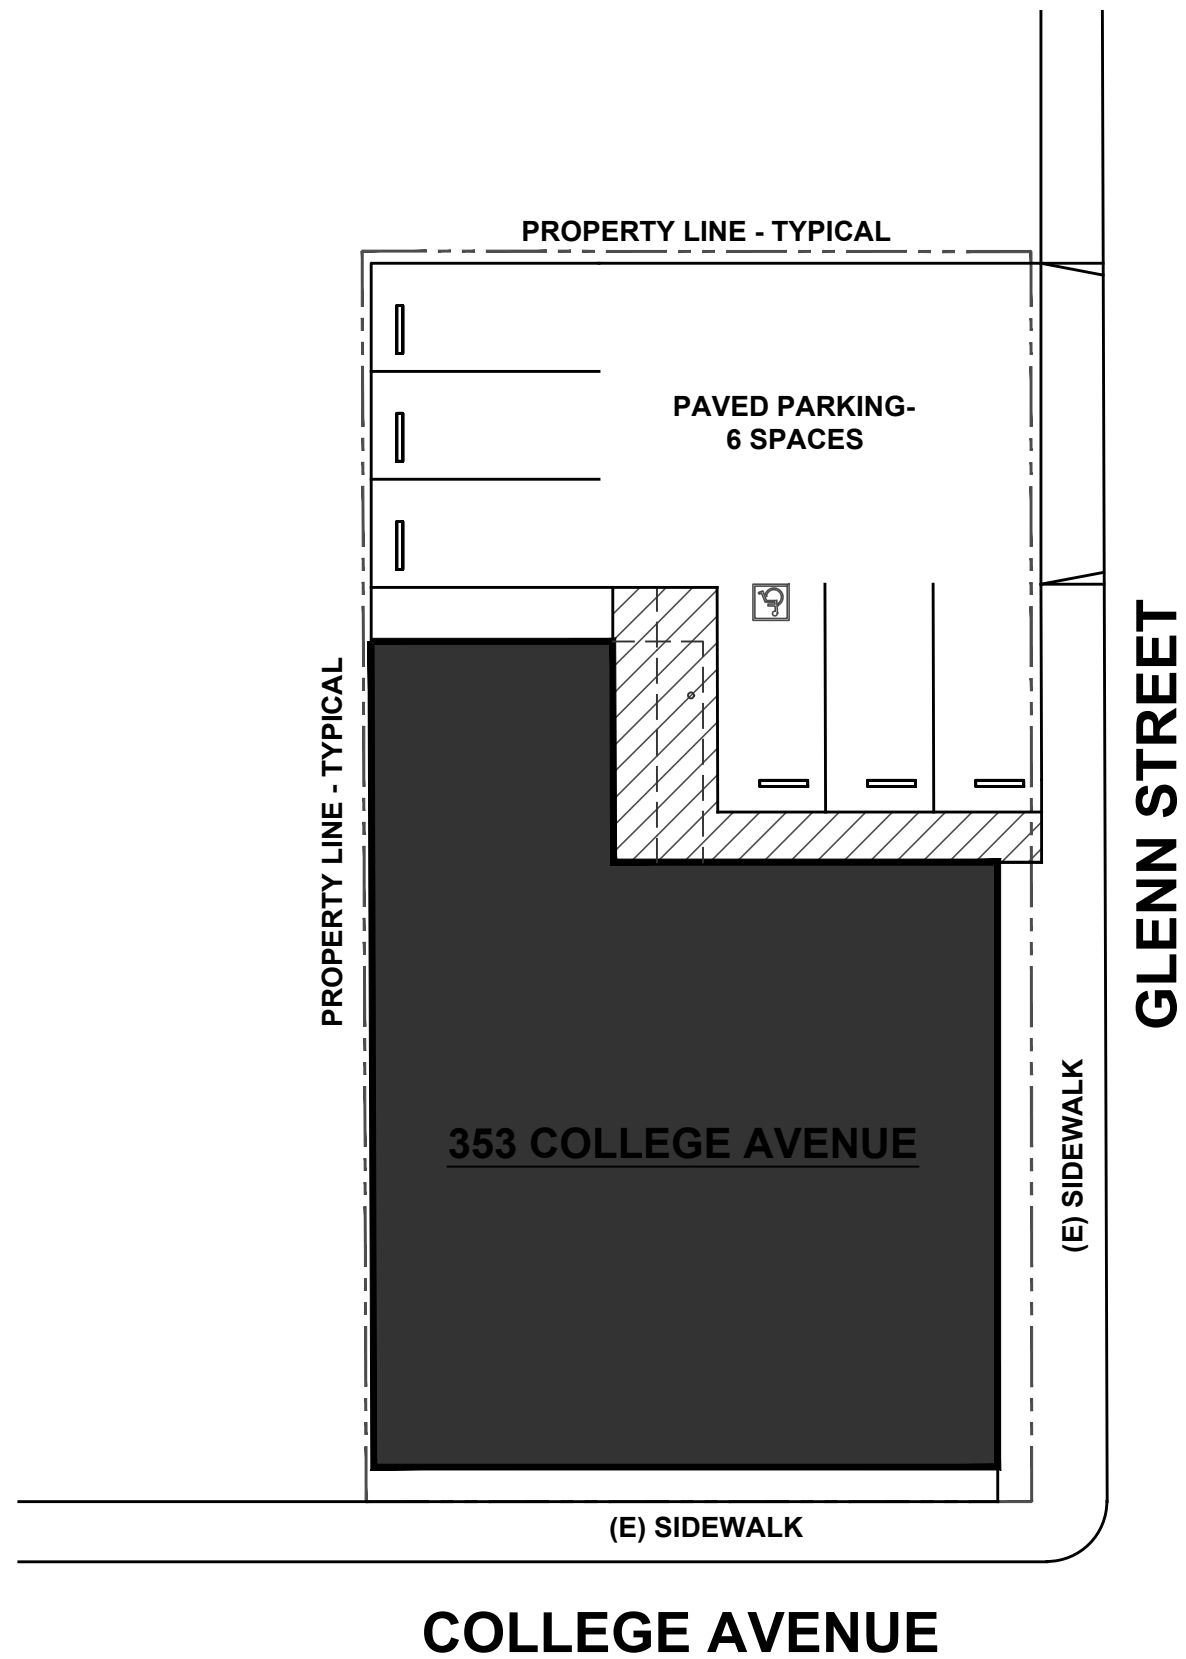 PROPERTY LINE - TYPICAL
PAVED PARKING-
6 SPACES
PROPERTY LINE - TYPICAL
GLENN STREET
353 COLLEGE AVENUE
(E) SIDEWALK
(E) SIDEWALK
COLLEGE AVENUE